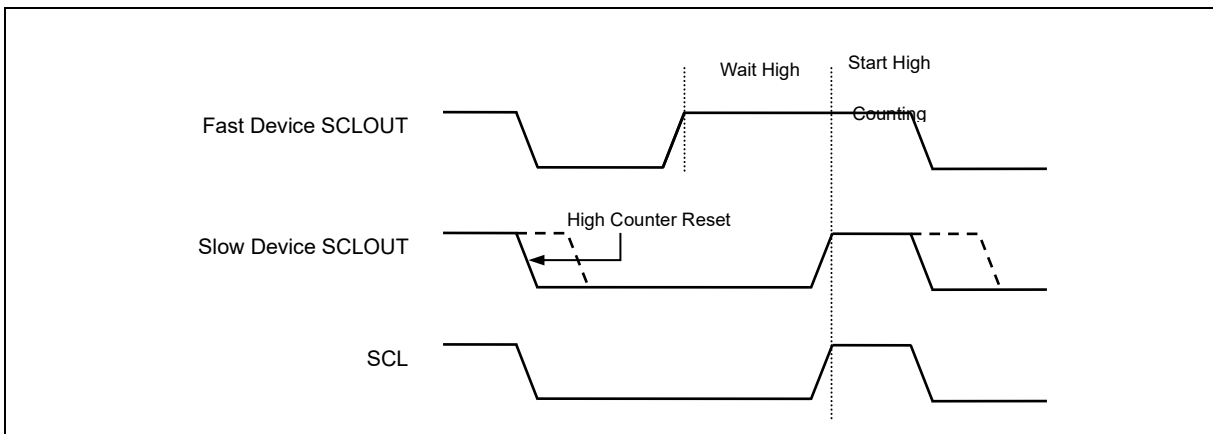 Wait High
Start High
Counting
Fast Device SCLOUT
High Counter Reset
Slow Device SCLOUT
SCL